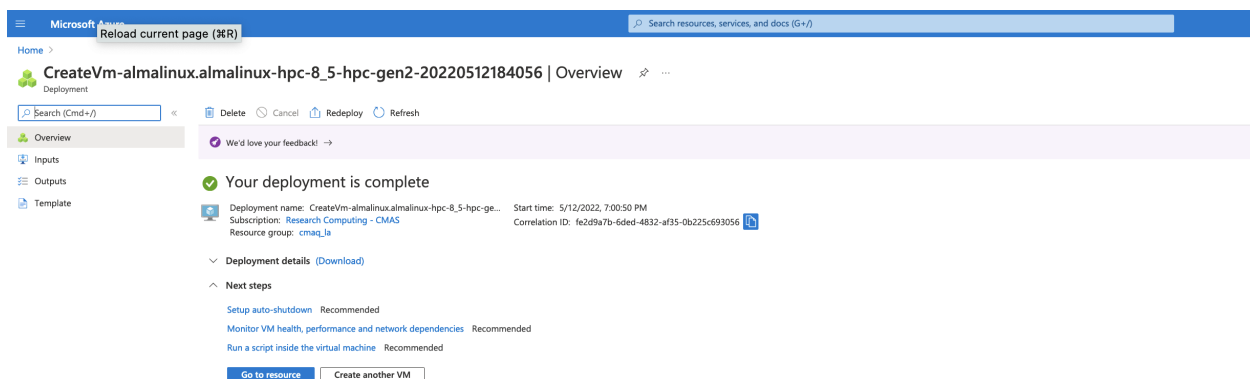 Microsoft Azure
Reload current page (⌘R)
Search resources, services, and docs (G+/)
Home >
CreateVm-almalinux.almalinux-hpc-8_5-hpc-gen2-20220512184056 | Overview
Deployment
Search (Cmd+/)
Delete Cancel Redeploy Refresh
Overview
Inputs
Outputs
Template
We'd love your feedback! →
Your deployment is complete
Deployment name: CreateVm-almalinux.almalinux-hpc-8_5-hpc-ge... Start time: 5/12/2022, 7:00:50 PM
Subscription: Research Computing - CMAS Correlation ID: fe2d9a7b-6ded-4832-af35-0b225c693056
Resource group: cmaq_la
Deployment details (Download)
Next steps
Setup auto-shutdown Recommended
Monitor VM health, performance and network dependencies Recommended
Run a script inside the virtual machine Recommended
Go to resource Create another VM